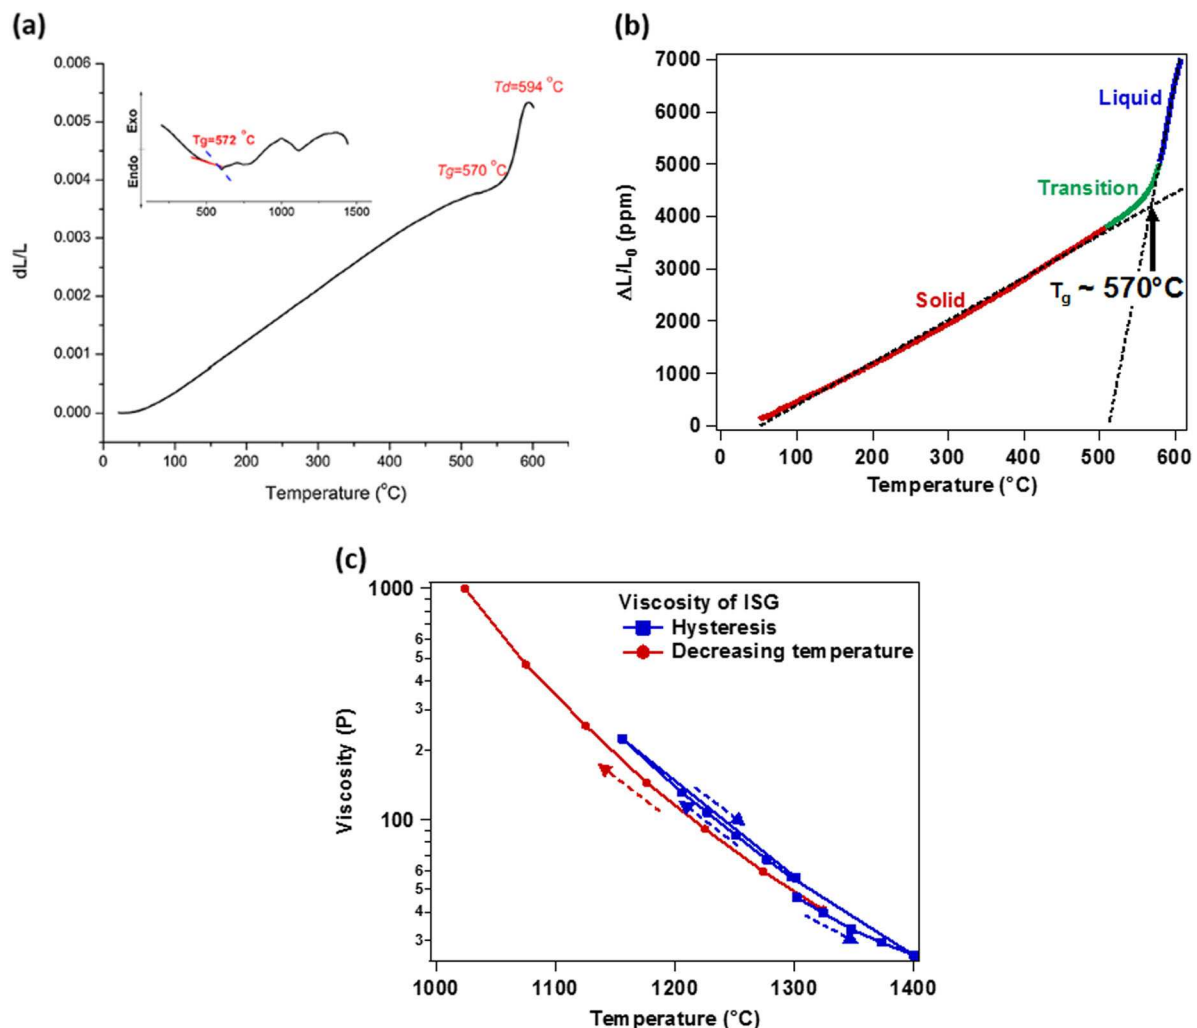 (a)
0.006
0.005
0.004
0.003
0.002
0.001
0.000
dL/L
0
100
200
300
400
500
600
Temperature (°C)
Td=594 °C
Tg=570 °C
Exo
Endo
Tg=572 °C
500
1000
1500
(b)
7000
6000
5000
4000
3000
2000
1000
0
ΔL/L0 (ppm)
Liquid
Transition
Solid
Tg ~ 570°C
0
100
200
300
400
500
600
Temperature (°C)
(c)
1000
6
5
4
3
2
100
6
5
4
3
Viscosity (P)
Viscosity of ISG
Hysteresis
Decreasing temperature
1000
1100
1200
1300
1400
Temperature (°C)